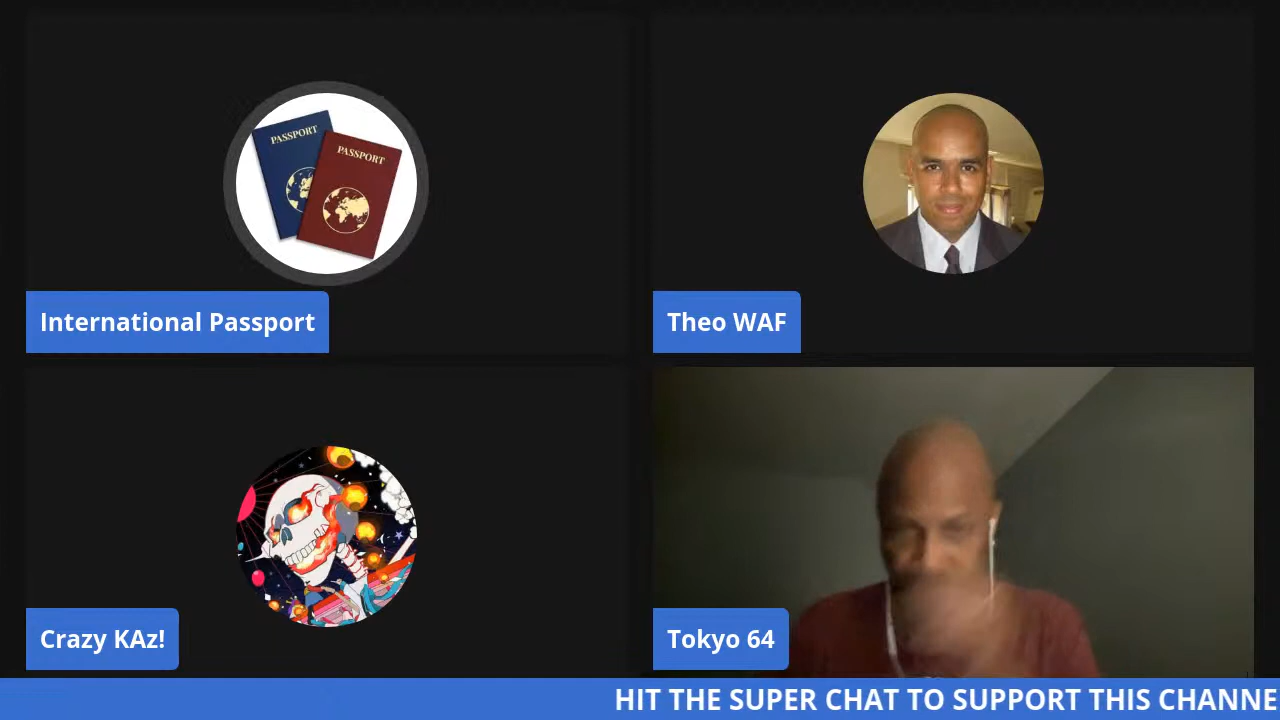 PASSPORT
PASSPORT
International Passport
Theo WAF
Crazy KAz!
Tokyo 64
HIT THE SUPER CHAT TO SUPPORT THIS CHANNE